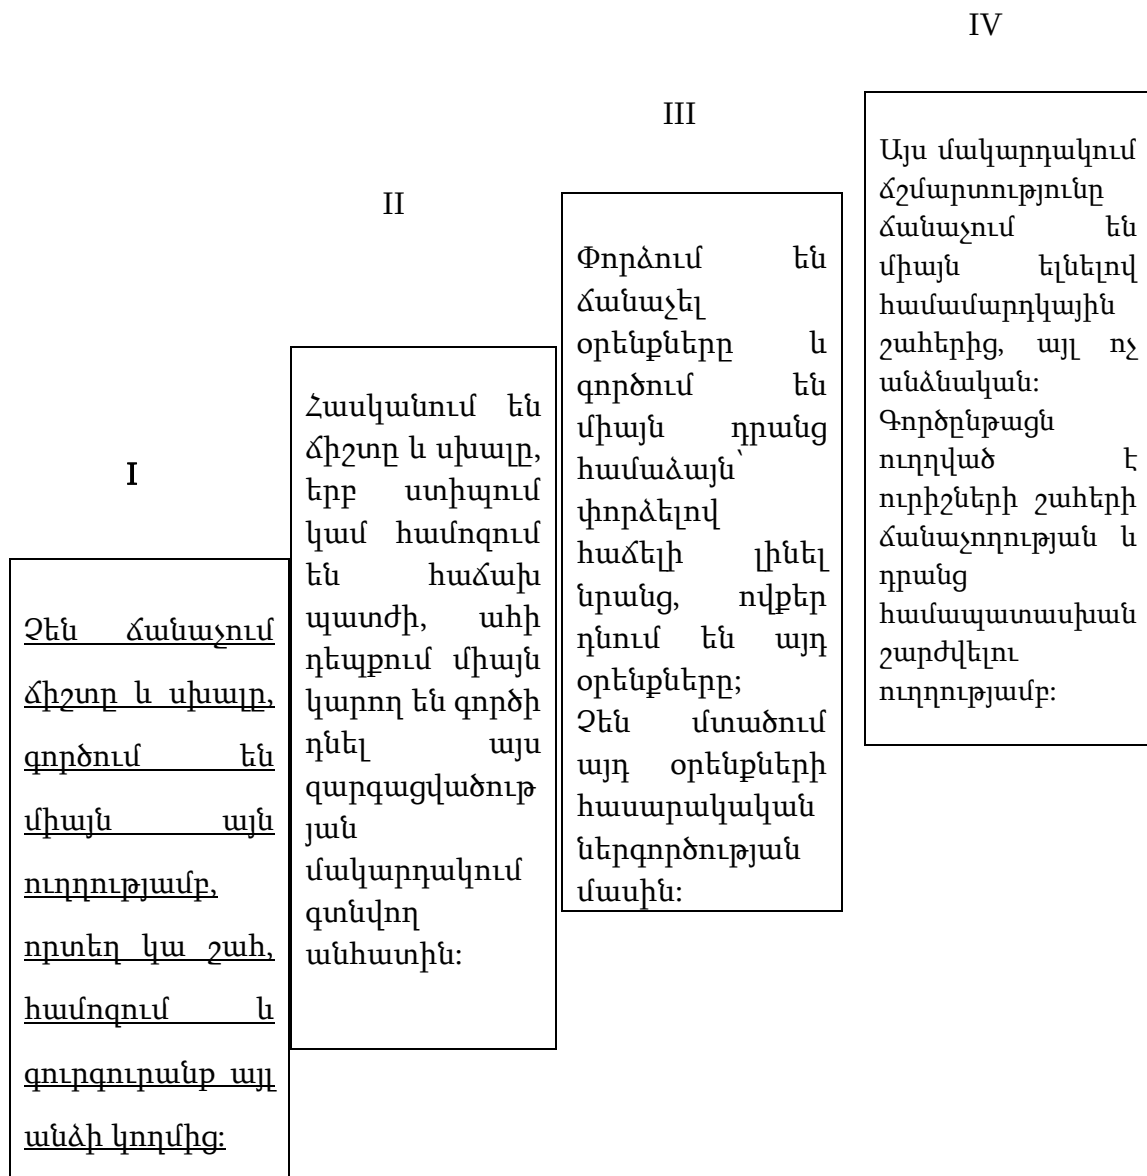 I
Չեն ճանաչում
ճիշտը և սխալը,
գործում են
միայն այն
ուղղությամբ,
որտեղ կա շահ,
համոզում և
գուրգուրանք այլ
անձի կողմից:
II
Հասկանում են
ճիշտը և սխալը,
երբ ստիպում
կամ համոզում
են հաճախ
պատժի, ահի
դեպքում միայն
կարող են գործի
դնել այս
զարգացվածութ
յան
մակարդակում
գտնվող
անհատին:
III
Փորձում են
ճանաչել
օրենքները և
գործում են
միայն դրանց
համաձայն՝
փորձելով
հաճելի լինել
նրանց, ովքեր
դնում են այդ
օրենքները;
Չեն մտածում
այդ օրենքների
հասարակական
ներգործության
մասին:
IV
Այս մակարդակում
ճշմարտությունը
ճանաչում են
միայն ելնելով
համամարդկային
շահերից, այլ ոչ
անձնական:
Գործընթացն
ուղղված է
ուրիշների շահերի
ճանաչողության և
դրանց
համապատասխան
շարժվելու
ուղղությամբ: